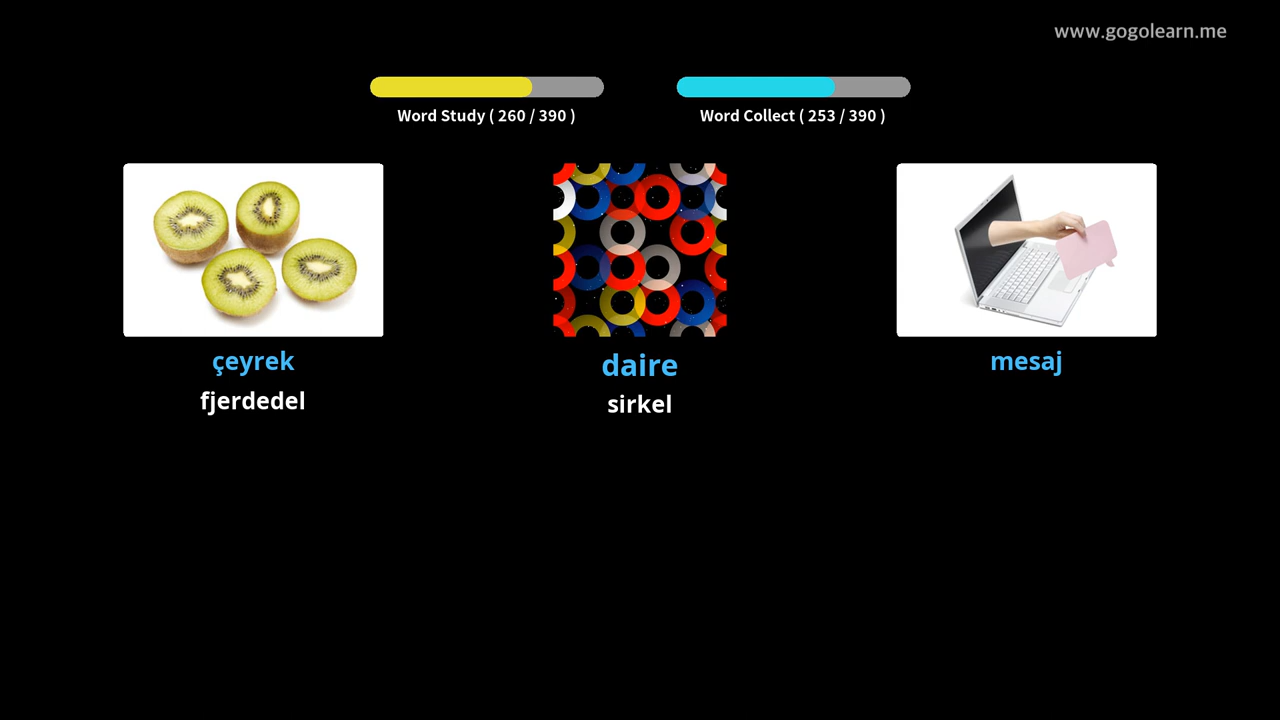 www.gogolearn.me
Word Study ( 260 / 390 )
Word Collect ( 253 / 390 )
çeyrek
fjerdedel
daire
sirkel
mesaj